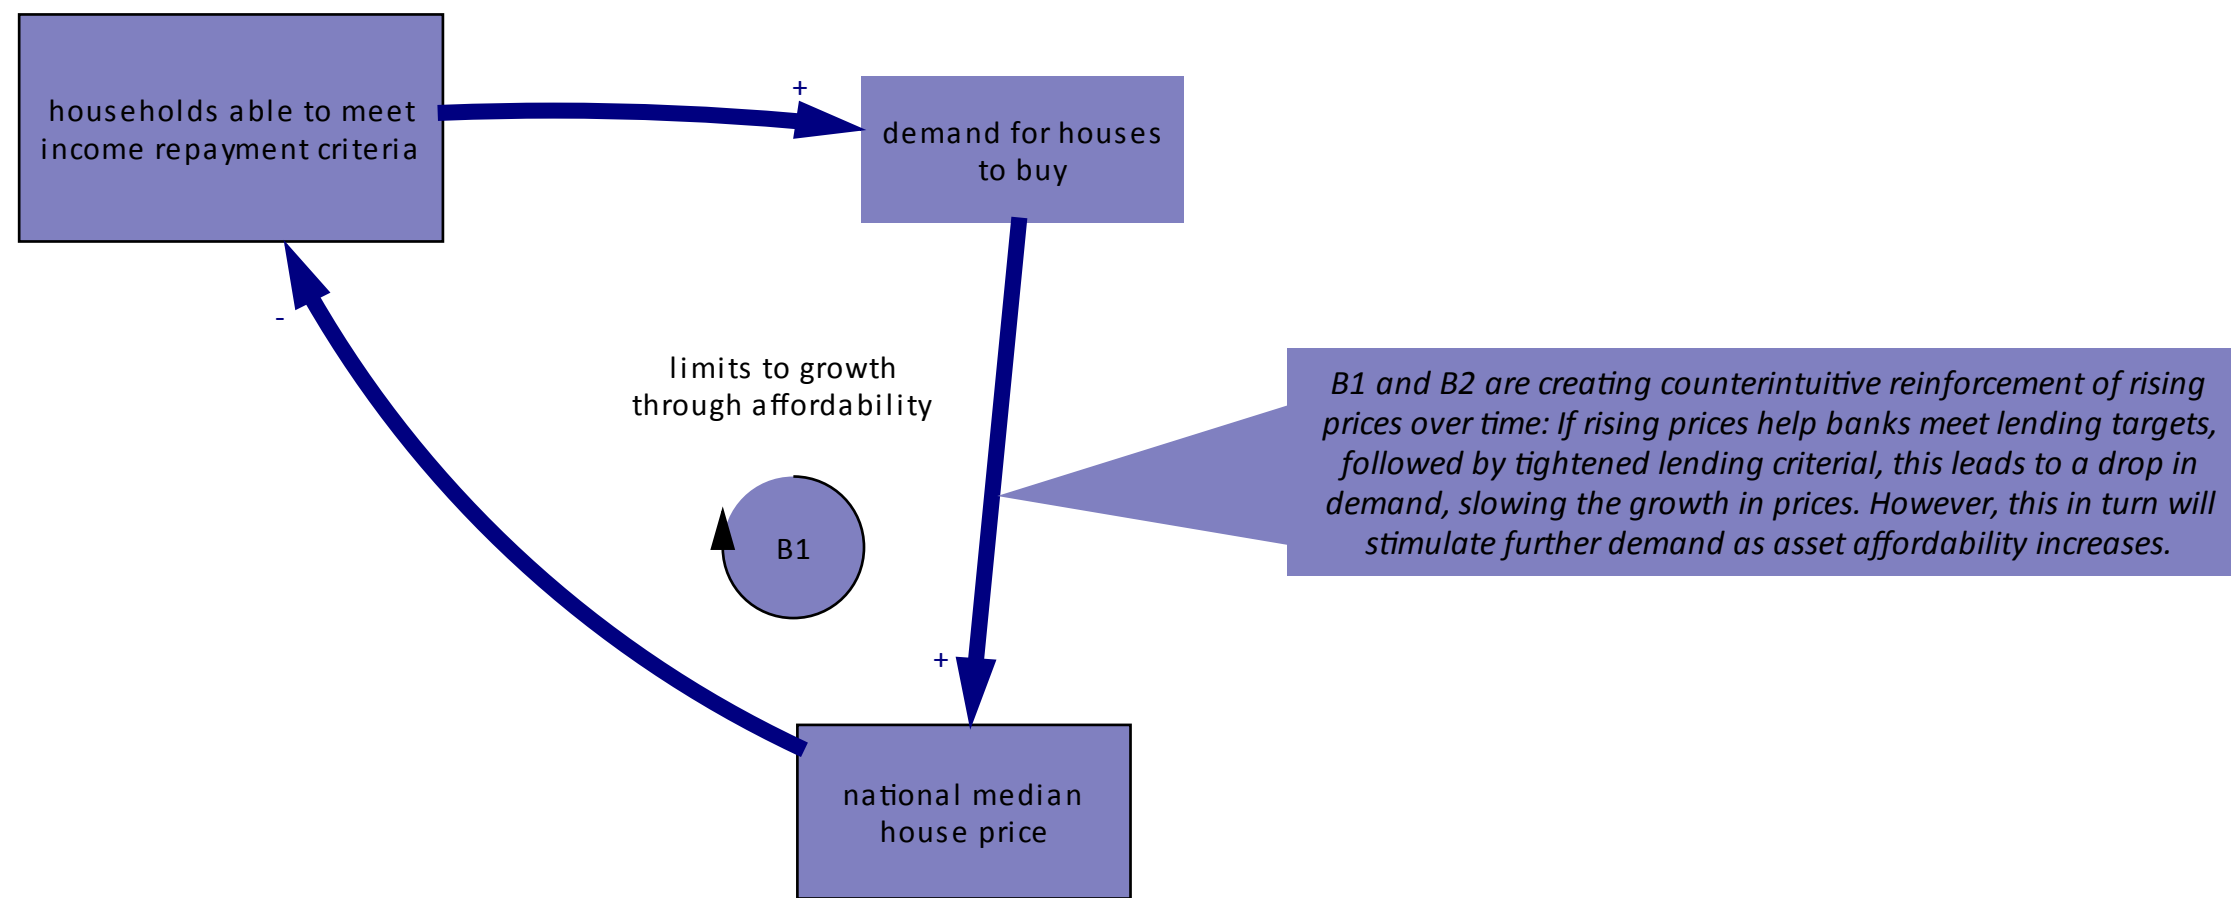 households able to meet
income repayment criteria
+
demand for houses
to buy
-
limits to growth
through affordability
B1
B1 and B2 are creating counterintuitive reinforcement of rising
prices over time: If rising prices help banks meet lending targets,
followed by tightened lending criterial, this leads to a drop in
demand, slowing the growth in prices. However, this in turn will
stimulate further demand as asset affordability increases.
+
national median
house price